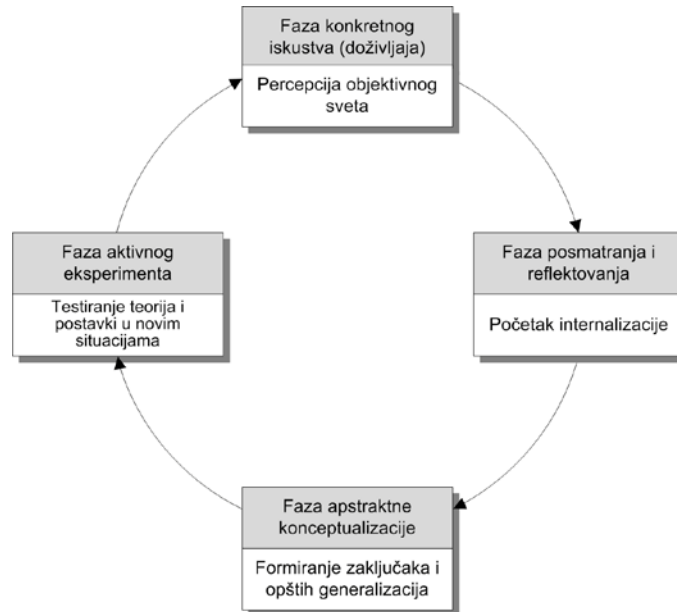 Faza konkretnog
iskustva (doživljaja)
Percepcija objektivnog
sveta
Faza posmatranja i
reflektovanja
Početak internalizacije
Faza apstraktne
konceptualizacije
Formiranje zaključaka i
opštih generalizacija
Faza aktivnog
eksperimenta
Testiranje teorija i
postavki u novim
situacijama